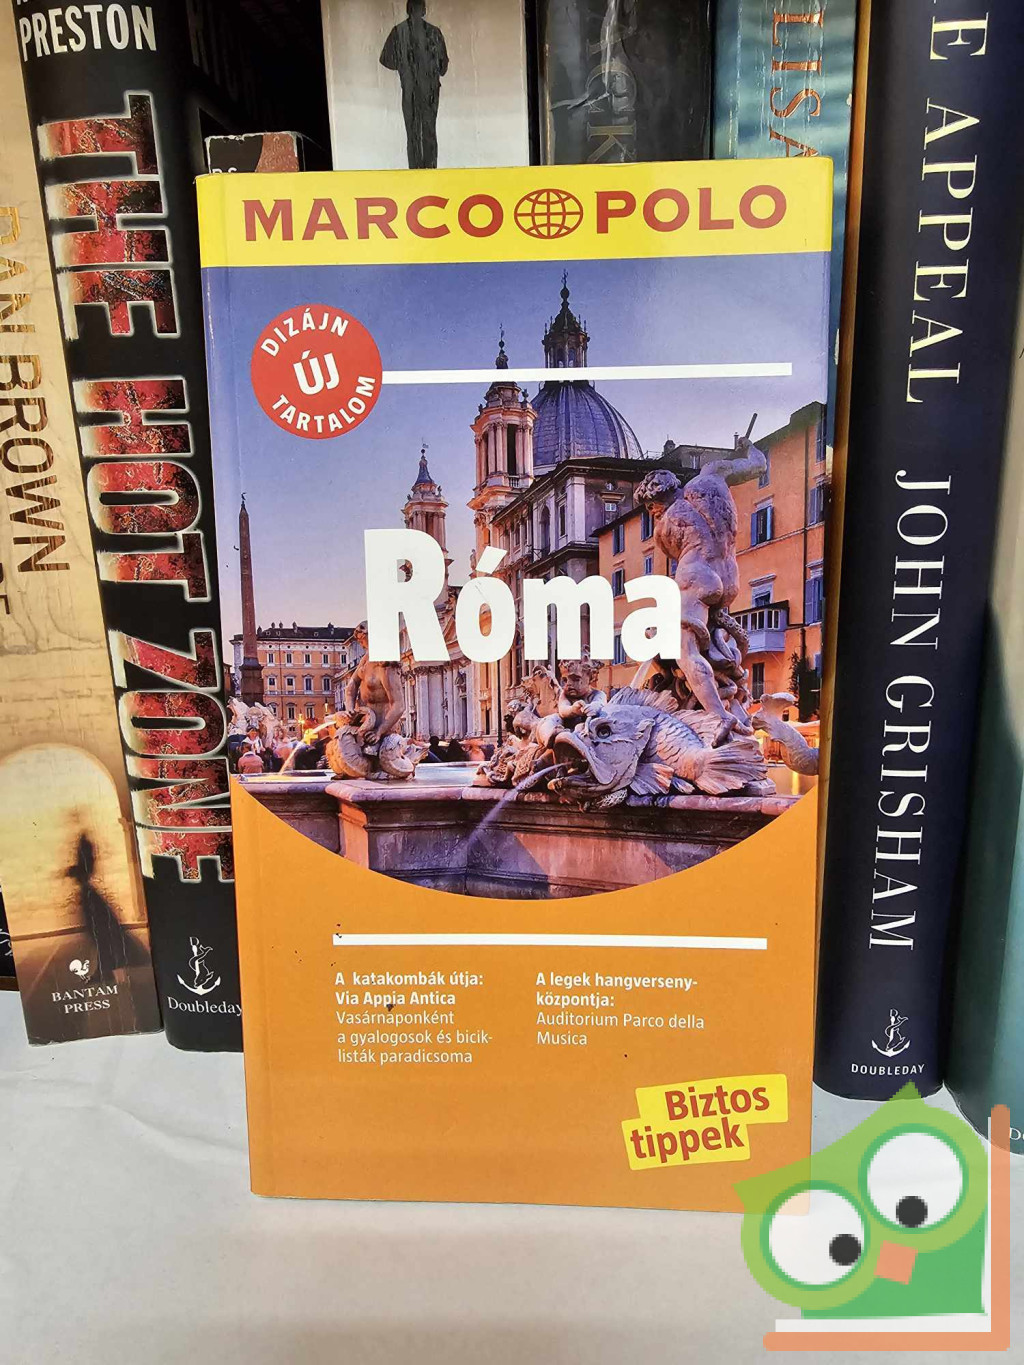 MARCO POLO
DIZÁJN
ÚJ
TARTALOM
Róma
A katakombák útja:
Via Appia Antica
Vasárnaponként
a gyalogosok és bicik-
listák paradicsoma
A legek hangverseny-
központja:
Auditorium Parco della
Musica
Biztos
tippek
PRESTON
THE HOT ZONE
Doubleday
DAN BROWN
BANTAM
PRESS
LISA
APPEAL
JOHN GRISHAM
DOUBLEDAY